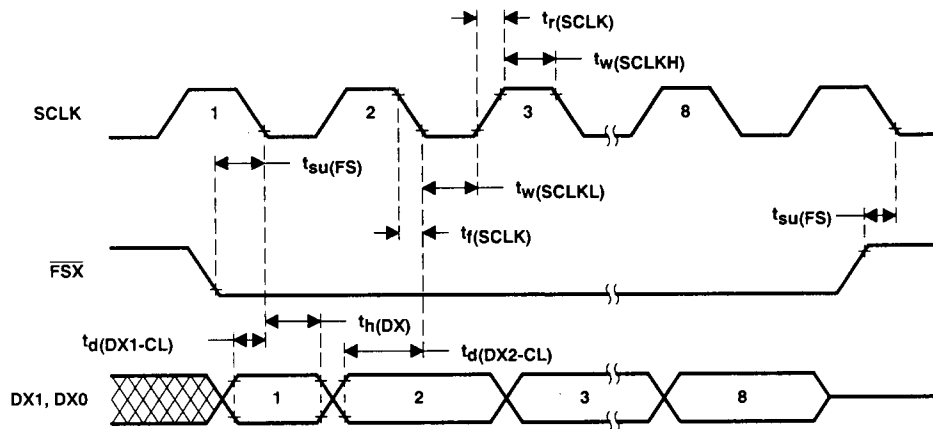 tr(SCLK)
tw(SCLKH)
SCLK
1
2
3
8
tsu(FS)
tw(SCLKL)
tsu(FS)
tf(SCLK)
FSX
th(DX)
td(DX1-CL)
td(DX2-CL)
DX1, DX0
1
2
3
8